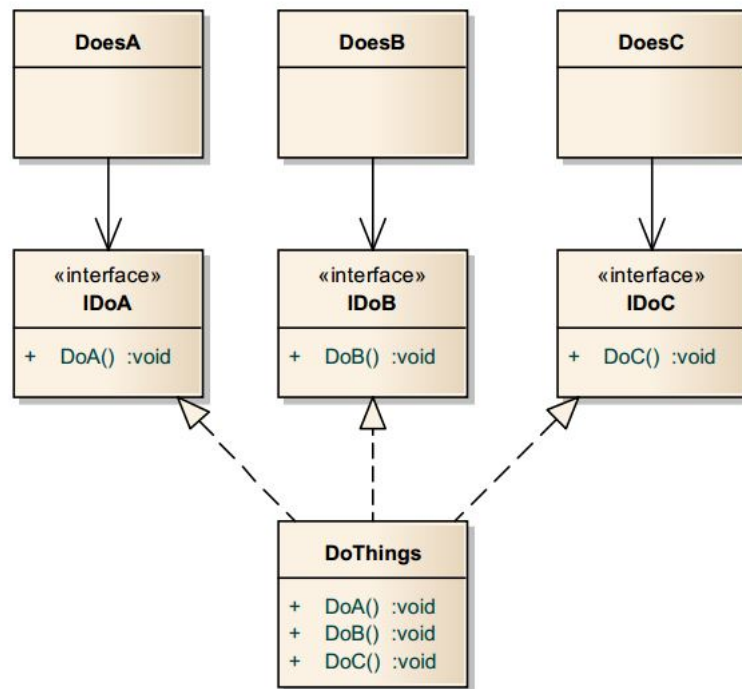 DoesA
DoesB
DoesC
«interface»
IDoA
+ DoA() :void
«interface»
IDoB
+ DoB() :void
«interface»
IDoC
+ DoC() :void
DoThings
+ DoA() :void
+ DoB() :void
+ DoC() :void